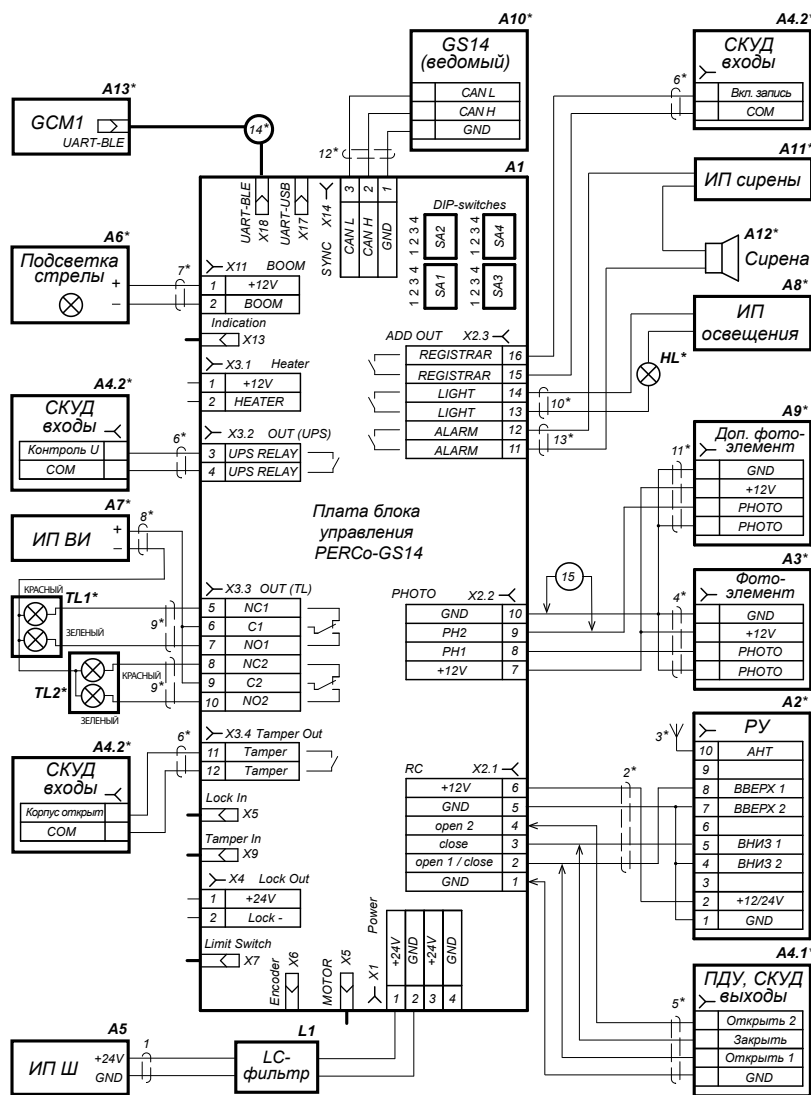 A10*
GS14
(ведомый)
CAN L
CAN H
GND
A4.2*
СКУД
входы
Вкл. запись
COM
6*
A13*
GCM1
UART-BLE
14*
12*
A1
A11*
ИП сирены
A12*
Сирена
UART-BLE
X18
UART-USB
X17
SYNC X14
CAN L 3
CAN H 2
GND 1
DIP-switches
1 2 3 4
SA2
1 2 3 4
SA4
1 2 3 4
SA1
1 2 3 4
SA3
A6*
Подсветка
стрелы
+
–
7*
X11 BOOM
1 +12V
2 BOOM
Indication
X13
A8*
ИП
освещения
HL*
ADD OUT X2.3
REGISTRAR 16
REGISTRAR 15
LIGHT 14
LIGHT 13
ALARM 12
ALARM 11
10*
13*
X3.1 Heater
1 +12V
2 HEATER
A4.2*
СКУД
входы
Контроль U
COM
6*
X3.2 OUT (UPS)
3 UPS RELAY
4 UPS RELAY
A9*
Доп. фото-
элемент
GND
+12V
PHOTO
PHOTO
11*
A7*
ИП ВИ
+
–
8*
Плата блока
управления
PERCo-GS14
КРАСНЫЙ
TL1*
ЗЕЛЕНЫЙ
9*
КРАСНЫЙ
TL2*
9*
ЗЕЛЕНЫЙ
X3.3 OUT (TL)
5 NC1
6 C1
7 NO1
8 NC2
9 C2
10 NO2
PHOTO X2.2
GND 10
PH2 9
PH1 8
+12V 7
15
A3*
Фото-
элемент
GND
+12V
PHOTO
PHOTO
4*
A4.2*
СКУД
входы
Корпус открыт
COM
6*
X3.4 Tamper Out
11 Tamper
12 Tamper
Lock In
X5
Tamper In
X9
X4 Lock Out
1 +24V
2 Lock -
Limit Switch
X7
RC X2.1
+12V 6
GND 5
open 2 4
close 3
open 1 / close 2
GND 1
2*
A2*
РУ
3*
10 АНТ
9
8 ВВЕРХ 1
7 ВВЕРХ 2
6
5 ВНИЗ 1
4 ВНИЗ 2
3
2 +12/24V
1 GND
Encoder
X6
MOTOR
X5
X1 Power
+24V 1
GND 2
+24V 3
GND 4
A4.1*
ПДУ, СКУД
выходы
Открыть 2
Закрыть
Открыть 1
GND
5*
A5
ИП Ш
+24V
GND
1
L1
LC-
фильтр